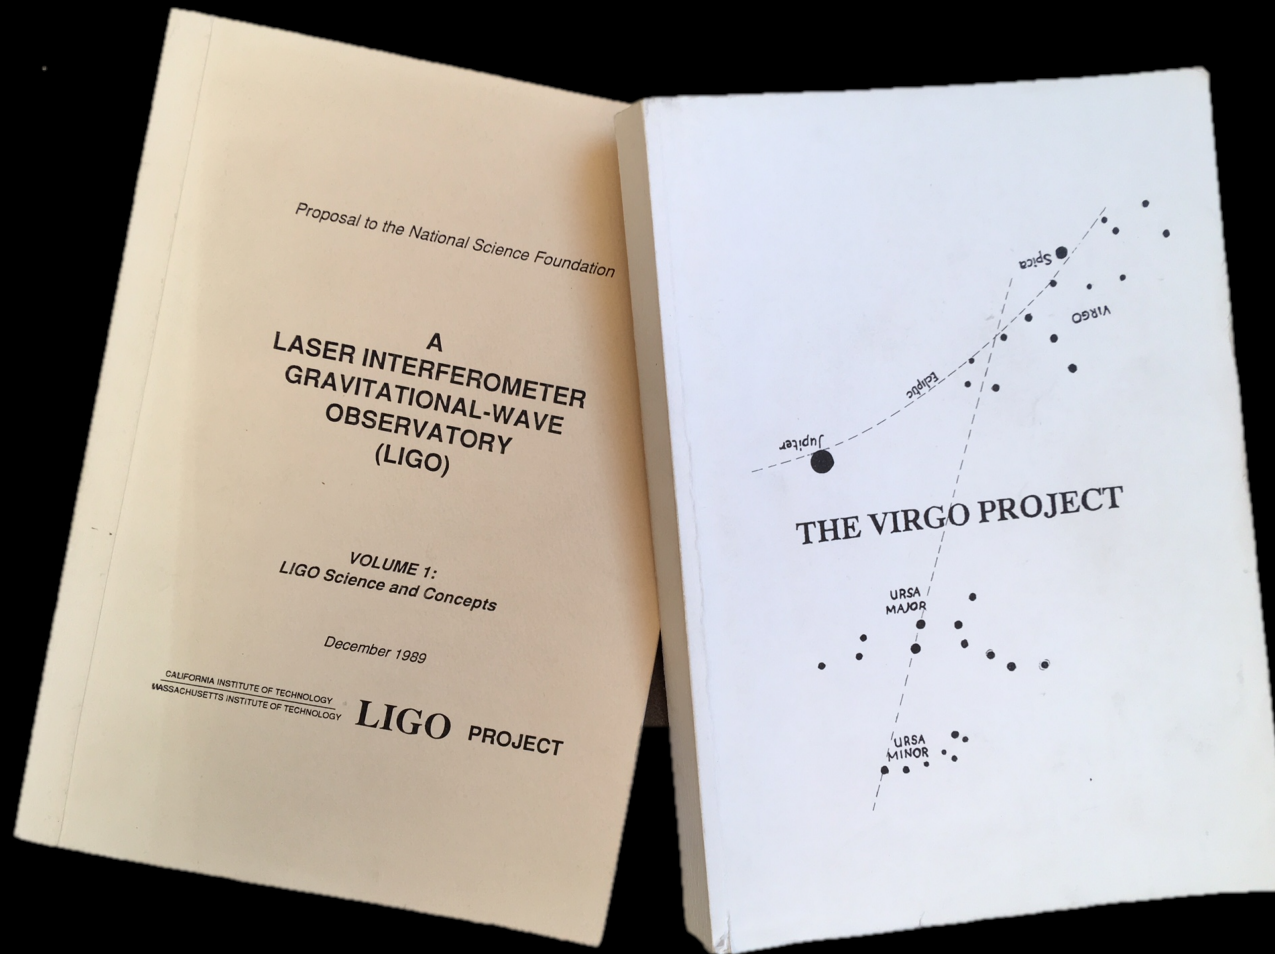 Proposal to the National Science Foundation
A
LASER INTERFEROMETER
GRAVITATIONAL-WAVE
OBSERVATORY
(LIGO)
VOLUME 1:
LIGO Science and Concepts
December 1989
CALIFORNIA INSTITUTE OF TECHNOLOGY
MASSACHUSETTS INSTITUTE OF TECHNOLOGY
LIGO PROJECT
Spica
VIRGO
Ecliptic
Jupiter
THE VIRGO PROJECT
URSA
MAJOR
URSA
MINOR